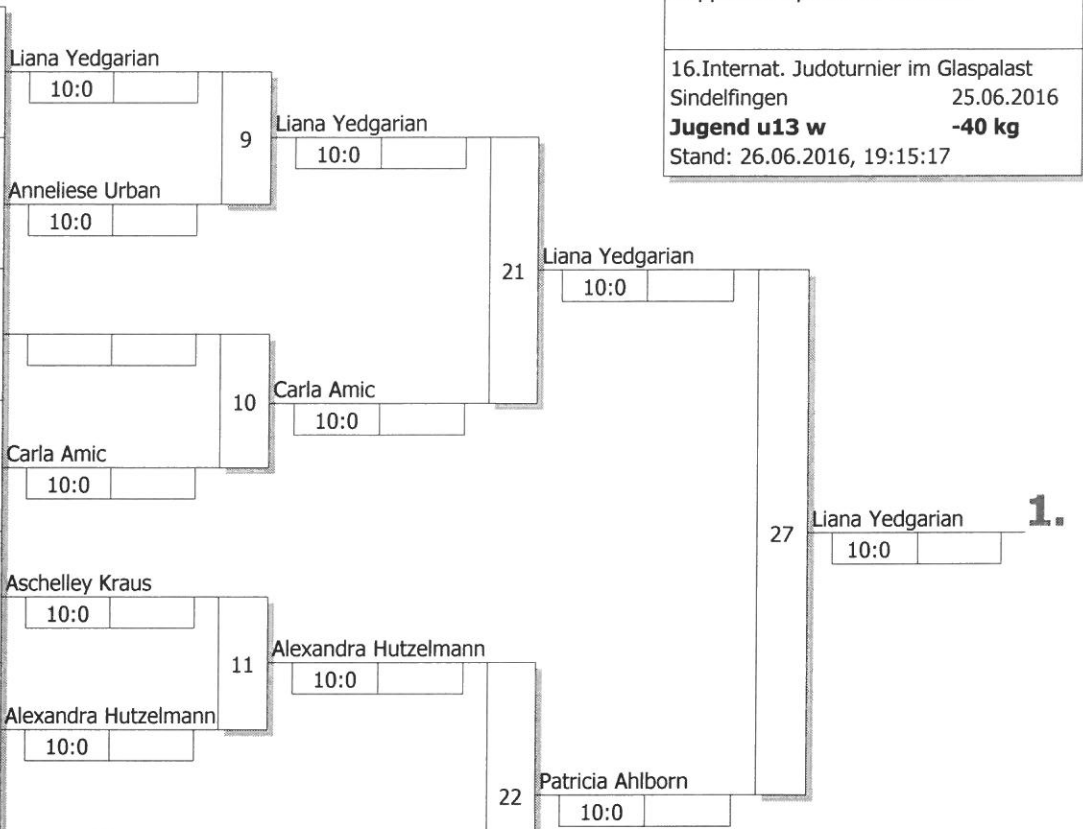 16.Internat. Judoturnier im Glaspalast
Sindelfingen 25.06.2016
Jugend u13 w -40 kg
Stand: 26.06.2016, 19:15:17
Liana Yedgarian
10:0
9
Anneliese Urban
10:0
Liana Yedgarian
10:0
10
Carla Amic
10:0
Carla Amic
10:0
21
Liana Yedgarian
10:0
Aschelley Kraus
10:0
11
Alexandra Hutzelmann
10:0
Alexandra Hutzelmann
10:0
22
Patricia Ahlborn
10:0
27
Liana Yedgarian
10:0
1.